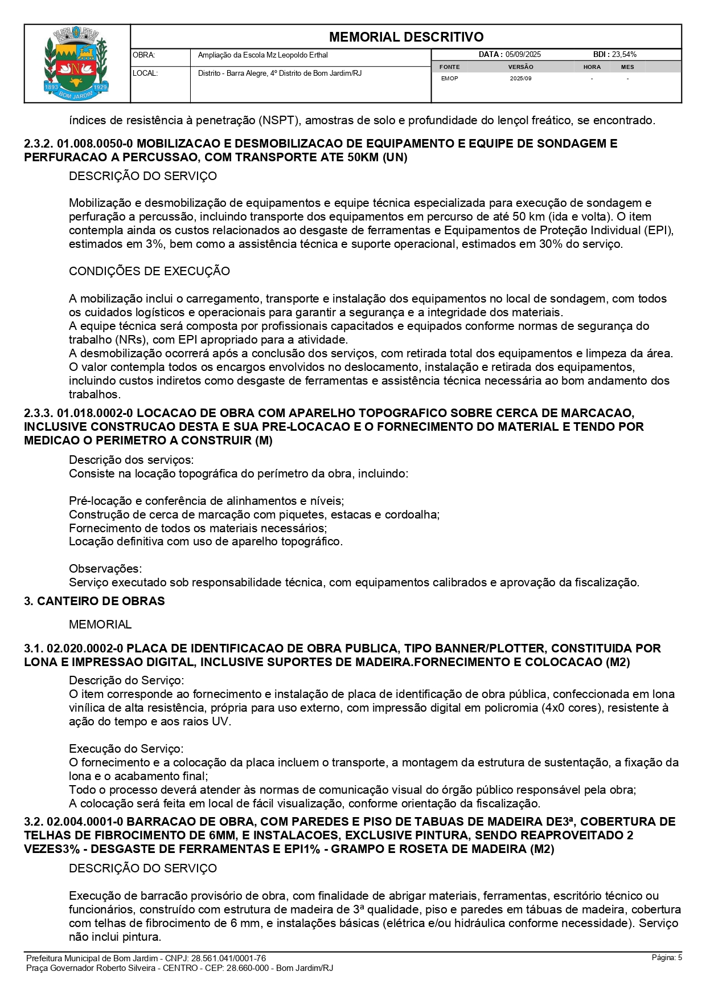 MEMORIAL DESCRITIVO
OBRA: Ampliação da Escola Mz Leopoldo Erthal
DATA : 05/09/2025 BDI : 23,54%
FONTE VERSÃO HORA MES
LOCAL: Distrito - Barra Alegre, 4º Distrito de Bom Jardim/RJ
EMOP 2025/09 - -
N
1893 1929
BOM JARDIM
índices de resistência à penetração (NSPT), amostras de solo e profundidade do lençol freático, se encontrado.
2.3.2. 01.008.0050-0 MOBILIZACAO E DESMOBILIZACAO DE EQUIPAMENTO E EQUIPE DE SONDAGEM E
PERFURACAO A PERCUSSAO, COM TRANSPORTE ATE 50KM (UN)
DESCRIÇÃO DO SERVIÇO
Mobilização e desmobilização de equipamentos e equipe técnica especializada para execução de sondagem e
perfuração a percussão, incluindo transporte dos equipamentos em percurso de até 50 km (ida e volta). O item
contempla ainda os custos relacionados ao desgaste de ferramentas e Equipamentos de Proteção Individual (EPI),
estimados em 3%, bem como a assistência técnica e suporte operacional, estimados em 30% do serviço.
CONDIÇÕES DE EXECUÇÃO
A mobilização inclui o carregamento, transporte e instalação dos equipamentos no local de sondagem, com todos
os cuidados logísticos e operacionais para garantir a segurança e a integridade dos materiais.
A equipe técnica será composta por profissionais capacitados e equipados conforme normas de segurança do
trabalho (NRs), com EPI apropriado para a atividade.
A desmobilização ocorrerá após a conclusão dos serviços, com retirada total dos equipamentos e limpeza da área.
O valor contempla todos os encargos envolvidos no deslocamento, instalação e retirada dos equipamentos,
incluindo custos indiretos como desgaste de ferramentas e assistência técnica necessária ao bom andamento dos
trabalhos.
2.3.3. 01.018.0002-0 LOCACAO DE OBRA COM APARELHO TOPOGRAFICO SOBRE CERCA DE MARCACAO,
INCLUSIVE CONSTRUCAO DESTA E SUA PRE-LOCACAO E O FORNECIMENTO DO MATERIAL E TENDO POR
MEDICAO O PERIMETRO A CONSTRUIR (M)
Descrição dos serviços:
Consiste na locação topográfica do perímetro da obra, incluindo:
Pré-locação e conferência de alinhamentos e níveis;
Construção de cerca de marcação com piquetes, estacas e cordoalha;
Fornecimento de todos os materiais necessários;
Locação definitiva com uso de aparelho topográfico.
Observações:
Serviço executado sob responsabilidade técnica, com equipamentos calibrados e aprovação da fiscalização.
3. CANTEIRO DE OBRAS
MEMORIAL
3.1. 02.020.0002-0 PLACA DE IDENTIFICACAO DE OBRA PUBLICA, TIPO BANNER/PLOTTER, CONSTITUIDA POR
LONA E IMPRESSAO DIGITAL, INCLUSIVE SUPORTES DE MADEIRA.FORNECIMENTO E COLOCACAO (M2)
Descrição do Serviço:
O item corresponde ao fornecimento e instalação de placa de identificação de obra pública, confeccionada em lona
vinílica de alta resistência, própria para uso externo, com impressão digital em policromia (4x0 cores), resistente à
ação do tempo e aos raios UV.
Execução do Serviço:
O fornecimento e a colocação da placa incluem o transporte, a montagem da estrutura de sustentação, a fixação da
lona e o acabamento final;
Todo o processo deverá atender às normas de comunicação visual do órgão público responsável pela obra;
A colocação será feita em local de fácil visualização, conforme orientação da fiscalização.
3.2. 02.004.0001-0 BARRACAO DE OBRA, COM PAREDES E PISO DE TABUAS DE MADEIRA DE3ª, COBERTURA DE
TELHAS DE FIBROCIMENTO DE 6MM, E INSTALACOES, EXCLUSIVE PINTURA, SENDO REAPROVEITADO 2
VEZES3% - DESGASTE DE FERRAMENTAS E EPI1% - GRAMPO E ROSETA DE MADEIRA (M2)
DESCRIÇÃO DO SERVIÇO
Execução de barracão provisório de obra, com finalidade de abrigar materiais, ferramentas, escritório técnico ou
funcionários, construído com estrutura de madeira de 3ª qualidade, piso e paredes em tábuas de madeira, cobertura
com telhas de fibrocimento de 6 mm, e instalações básicas (elétrica e/ou hidráulica conforme necessidade). Serviço
não inclui pintura.
Prefeitura Municipal de Bom Jardim - CNPJ: 28.561.041/0001-76 Página: 5
Praça Governador Roberto Silveira - CENTRO - CEP: 28.660-000 - Bom Jardim/RJ